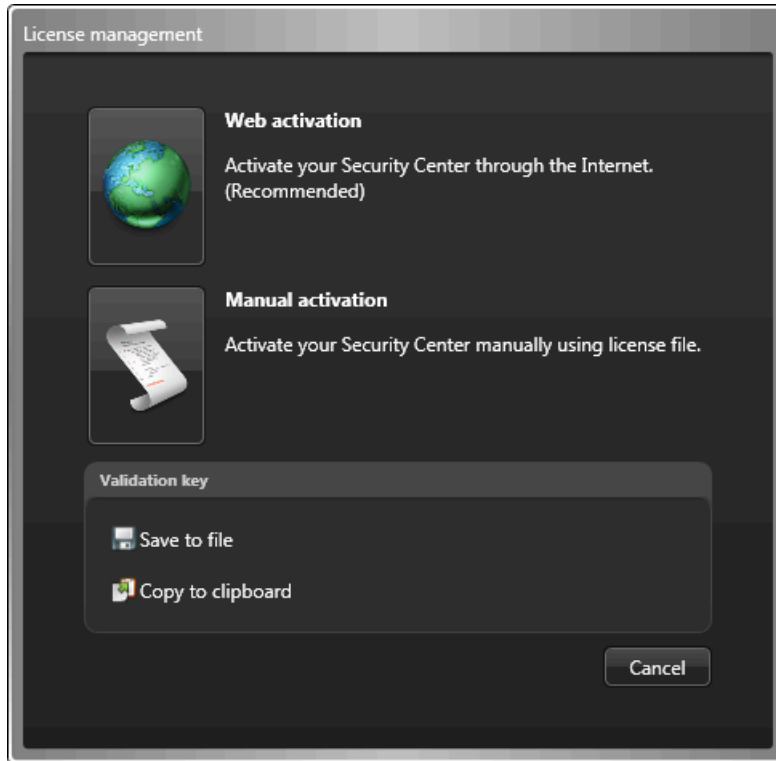 License management
Web activation
Activate your Security Center through the Internet.
(Recommended)
Manual activation
Activate your Security Center manually using license file.
Validation key
Save to file
Copy to clipboard
Cancel